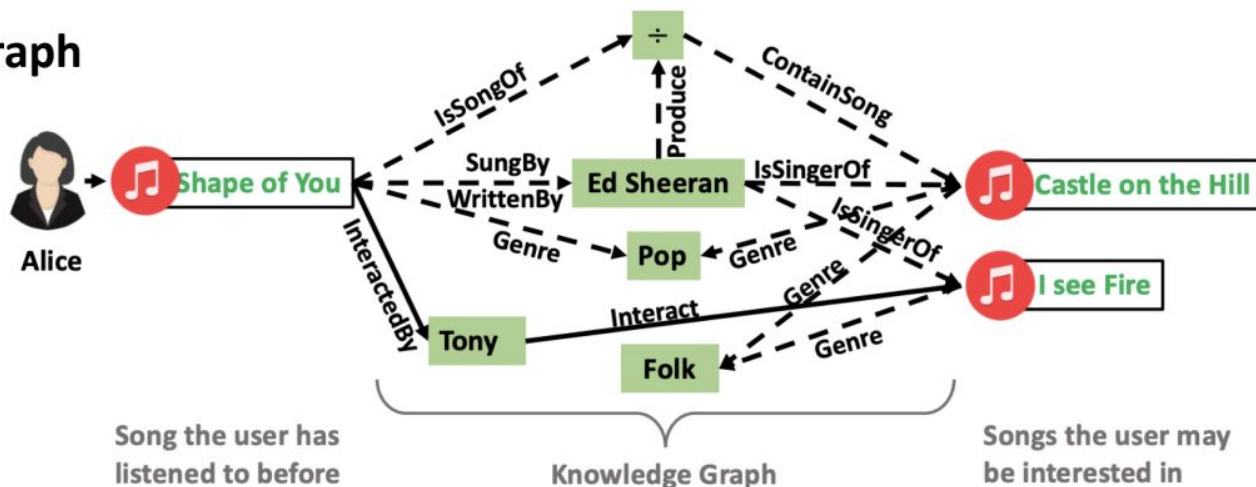 raph
÷
IsSongOf
ContainSong
Produce
Shape of You
SungBy
WrittenBy
Ed Sheeran
IsSingerOf
Castle on the Hill
Alice
Genre
Pop
Genre
IsSingerOf
InteractedBy
Genre
I see Fire
Interact
Tony
Genre
Folk
Song the user has
listened to before
Knowledge Graph
Songs the user may
be interested in